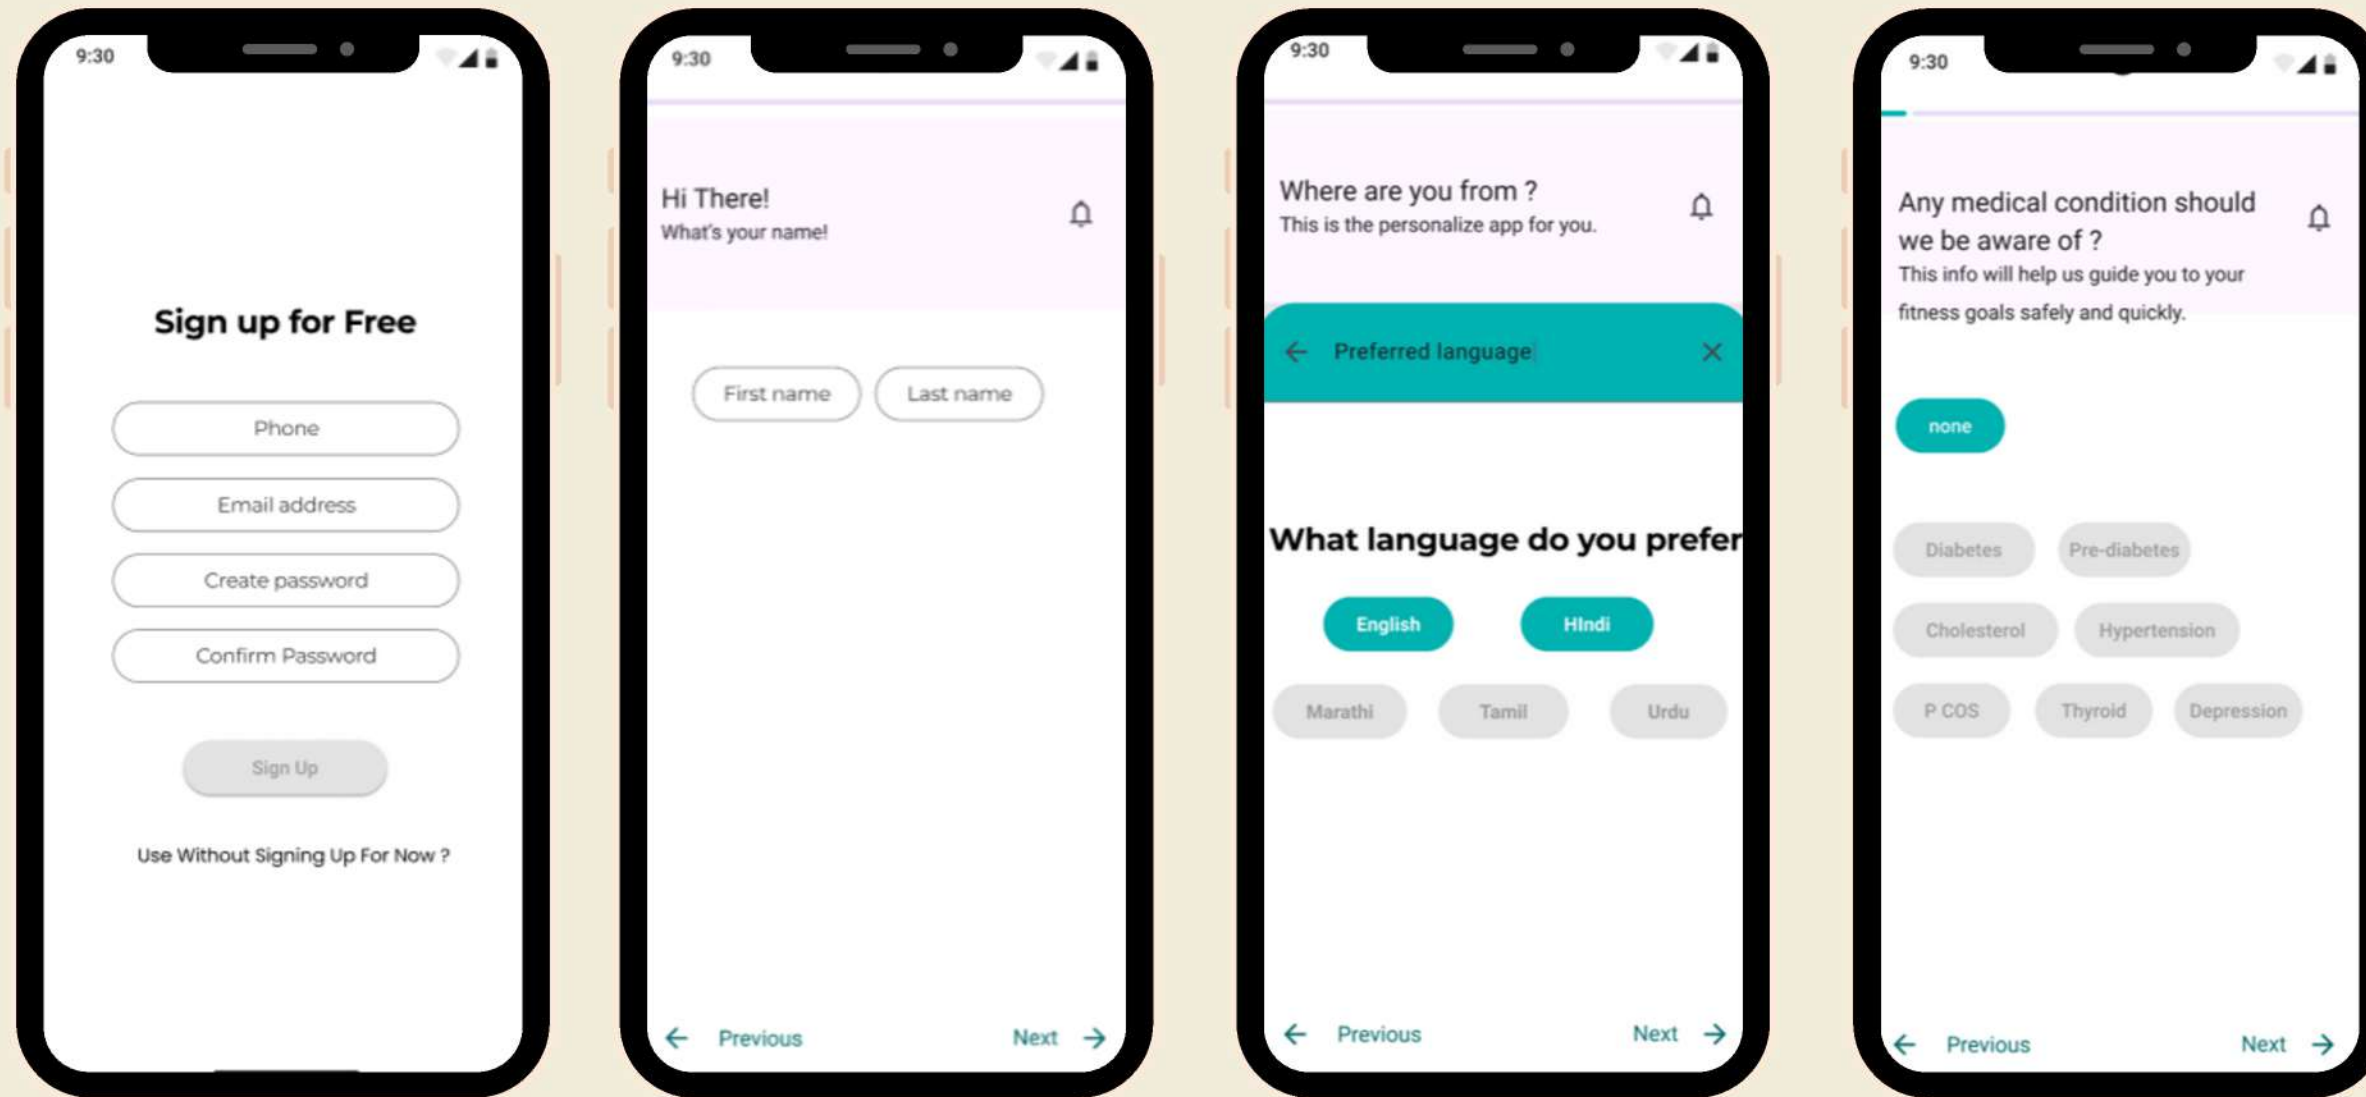 9:30
Sign up for Free
Phone
Email address
Create password
Confirm Password
Sign Up
Use Without Signing Up For Now ?
9:30
Hi There!
What's your name!
First name
Last name
Previous
Next
9:30
Where are you from ?
This is the personalize app for you.
Preferred language
What language do you prefer
English
HIndi
Marathi
Tamil
Urdu
Previous
Next
9:30
Any medical condition should
we be aware of ?
This info will help us guide you to your
fitness goals safely and quickly.
none
Diabetes
Pre-diabetes
Cholesterol
Hypertension
P COS
Thyroid
Depression
Previous
Next